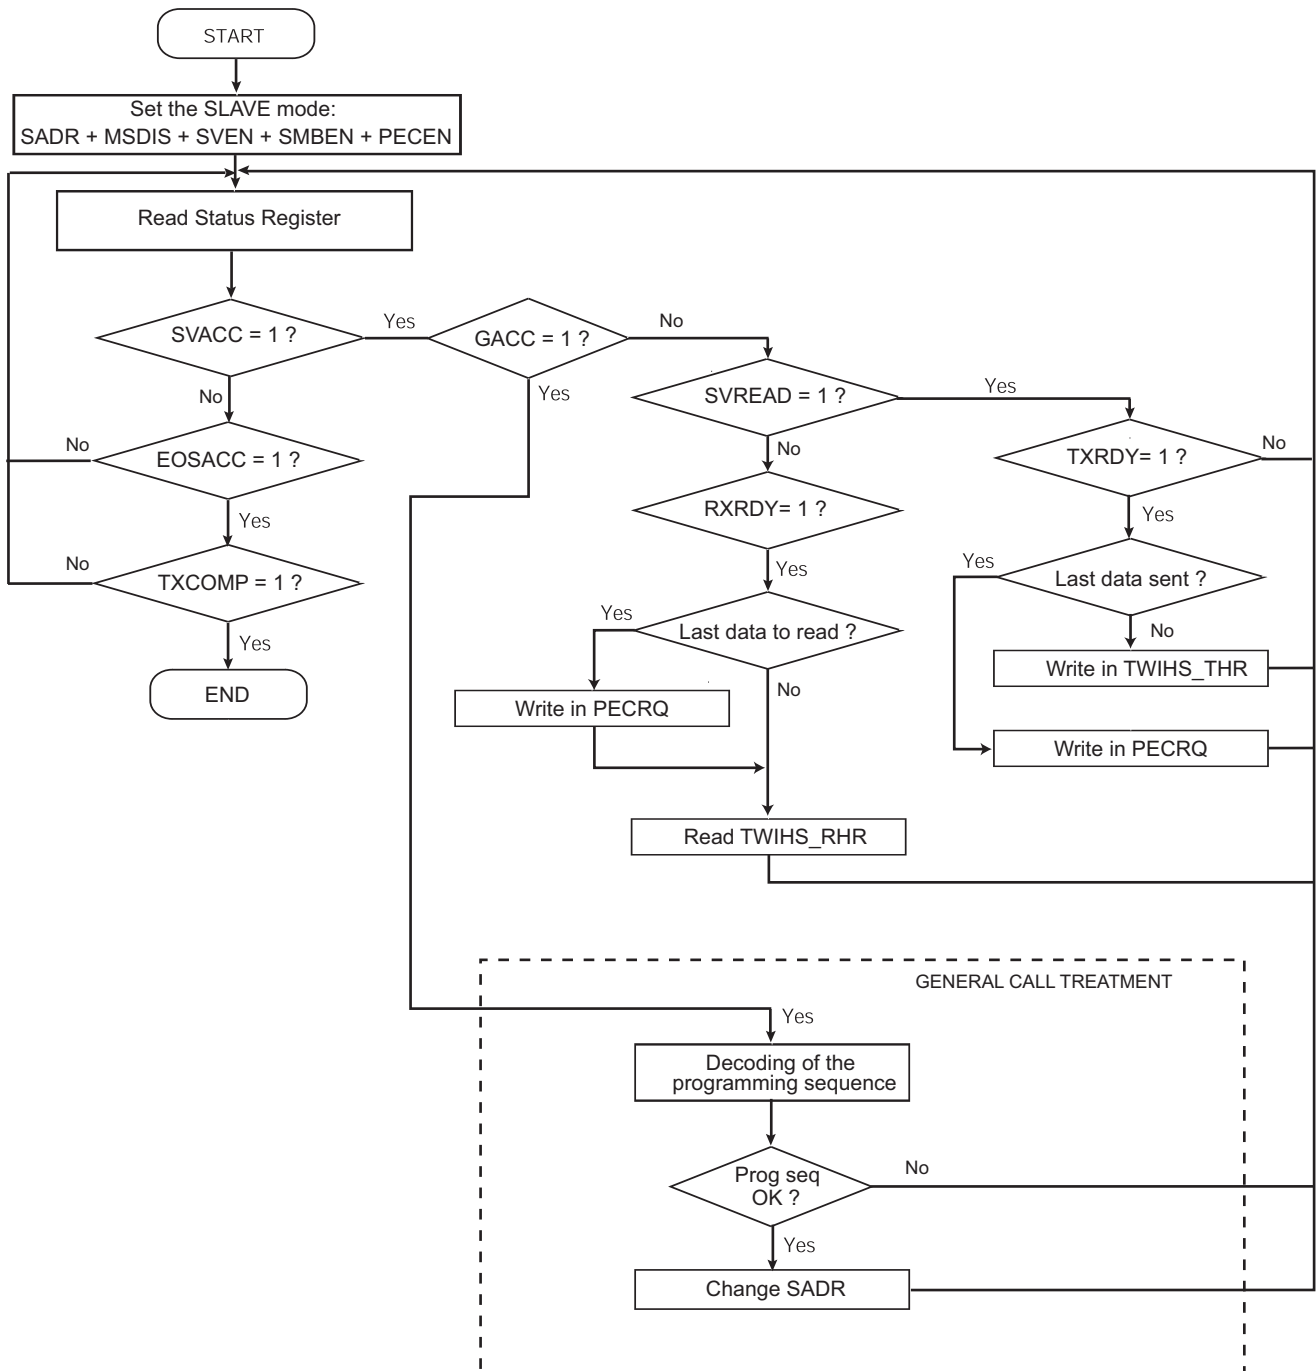 START
Set the SLAVE mode:
SADR + MSDIS + SVEN + SMBEN + PECEN
Read Status Register
SVACC = 1 ?
Yes
GACC = 1 ?
No
No
Yes
SVREAD = 1 ?
Yes
No
EOSACC = 1 ?
No
TXRDY= 1 ?
No
Yes
RXRDY= 1 ?
Yes
No
TXCOMP = 1 ?
Yes
Yes
Last data sent ?
Yes
Last data to read ?
No
Yes
END
No
Write in TWIHS_THR
Write in PECRQ
Write in PECRQ
Read TWIHS_RHR
GENERAL CALL TREATMENT
Yes
Decoding of the
programming sequence
Prog seq
OK ?
No
Yes
Change SADR